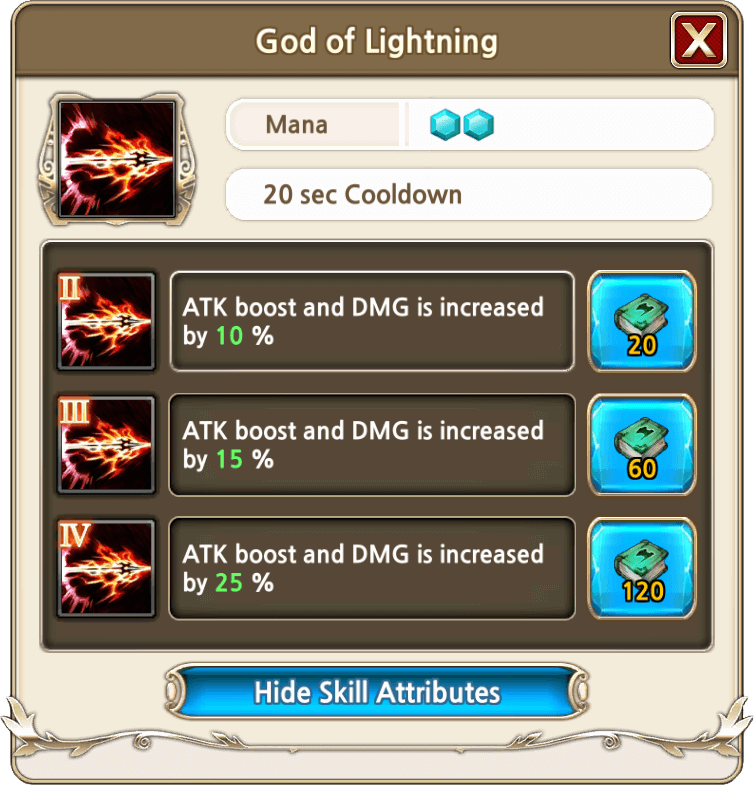 God of Lightning
X
Mana
20 sec Cooldown
II
ATK boost and DMG is increased
by 10 %
20
III
ATK boost and DMG is increased
by 15 %
60
IV
ATK boost and DMG is increased
by 25 %
120
Hide Skill Attributes